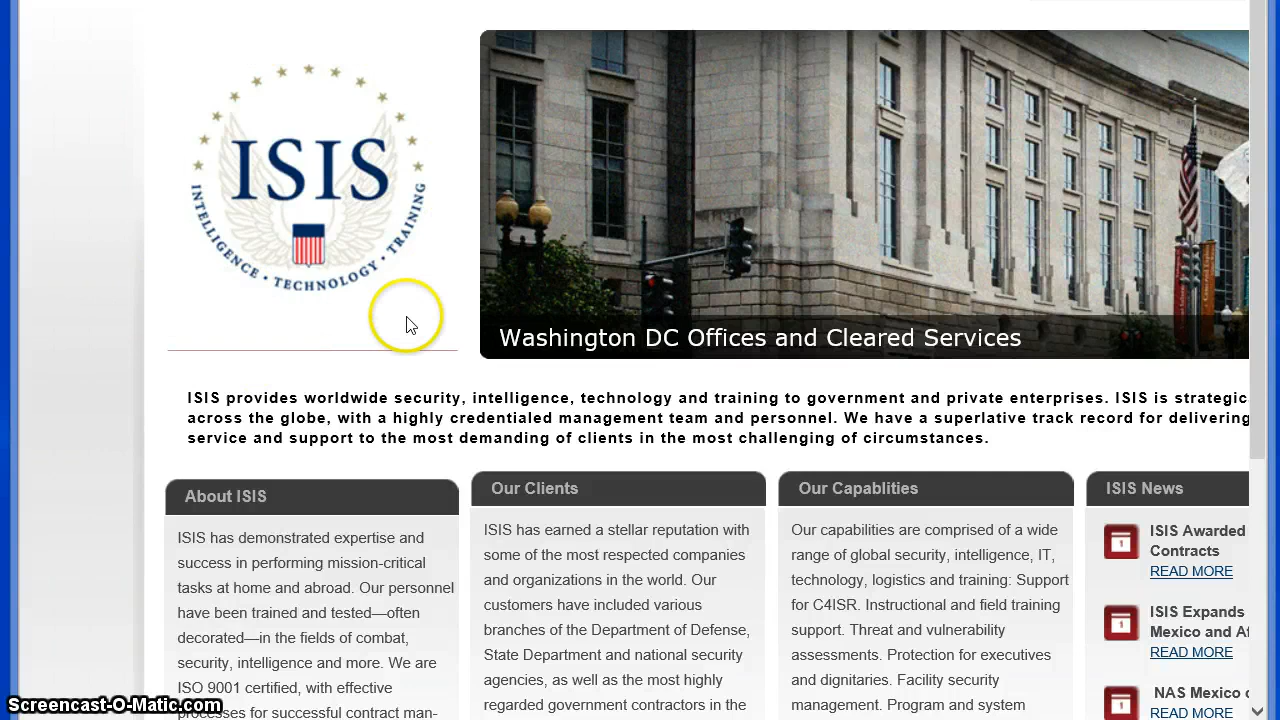 ISIS
INTELLIGENCE • TECHNOLOGY • TRAINING
Washington DC Offices and Cleared Services
ISIS provides worldwide security, intelligence, technology and training to government and private enterprises. ISIS is strategic
across the globe, with a highly credentialed management team and personnel. We have a superlative track record for delivering
service and support to the most demanding of clients in the most challenging of circumstances.
About ISIS
ISIS has demonstrated expertise and
success in performing mission-critical
tasks at home and abroad. Our personnel
have been trained and tested—often
decorated—in the fields of combat,
security, intelligence and more. We are
ISO 9001 certified, with effective
processes for successful contract man-
Our Clients
ISIS has earned a stellar reputation with
some of the most respected companies
and organizations in the world. Our
customers have included various
branches of the Department of Defense,
State Department and national security
agencies, as well as the most highly
regarded government contractors in the
Our Capablities
Our capabilities are comprised of a wide
range of global security, intelligence, IT,
technology, logistics and training: Support
for C4ISR. Instructional and field training
support. Threat and vulnerability
assessments. Protection for executives
and dignitaries. Facility security
management. Program and system
ISIS News
1
ISIS Awarded
Contracts
READ MORE
1
ISIS Expands
Mexico and Af
READ MORE
1
NAS Mexico
READ MORE
Screencast-O-Matic.com